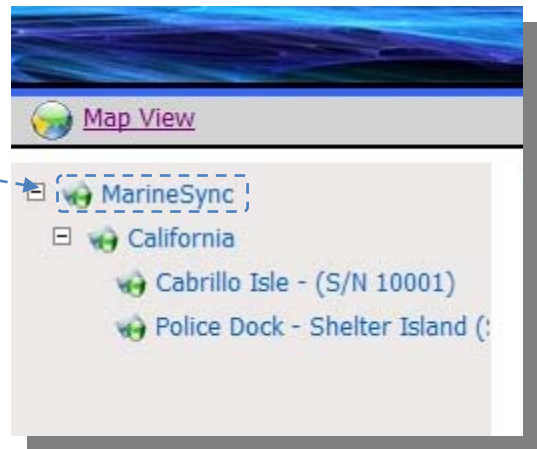 Map View
MarineSync
California
Cabrillo Isle - (S/N 10001)
Police Dock - Shelter Island (